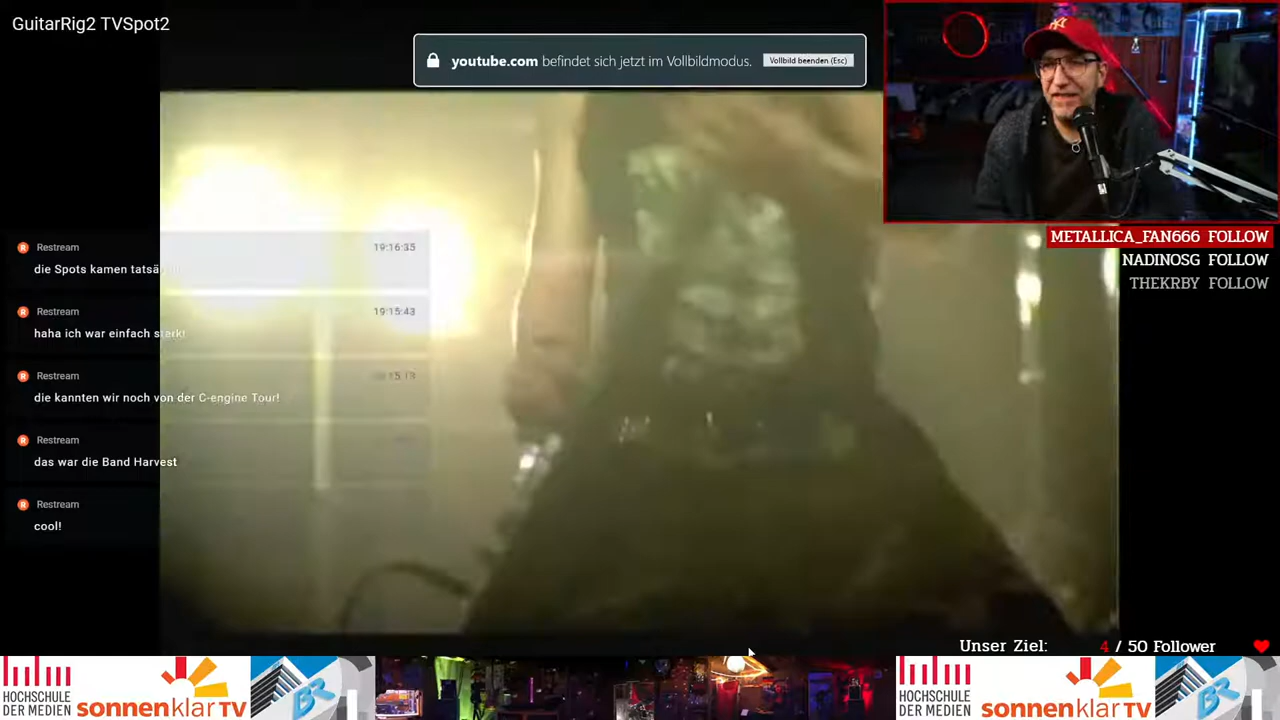 GuitarRig2 TVSpot2
youtube.com befindet sich jetzt im Vollbildmodus. Vollbild beenden (Esc)
METALLICA_FAN666 FOLLOW
NADINOSG FOLLOW
THEKRBY FOLLOW
Restream 19:16:35
die Spots kamen tatsä
Restream 19:15:43
haha ich war einfach sterk!
Restream
die kannten wir noch von der C-engine Tour!
Restream
das war die Band Harvest
Restream
cool!
Unser Ziel: 4 / 50 Follower
HOCHSCHULE DER MEDIEN
sonnenklar TV
BR
HOCHSCHULE DER MEDIEN
sonnenklar TV
BR